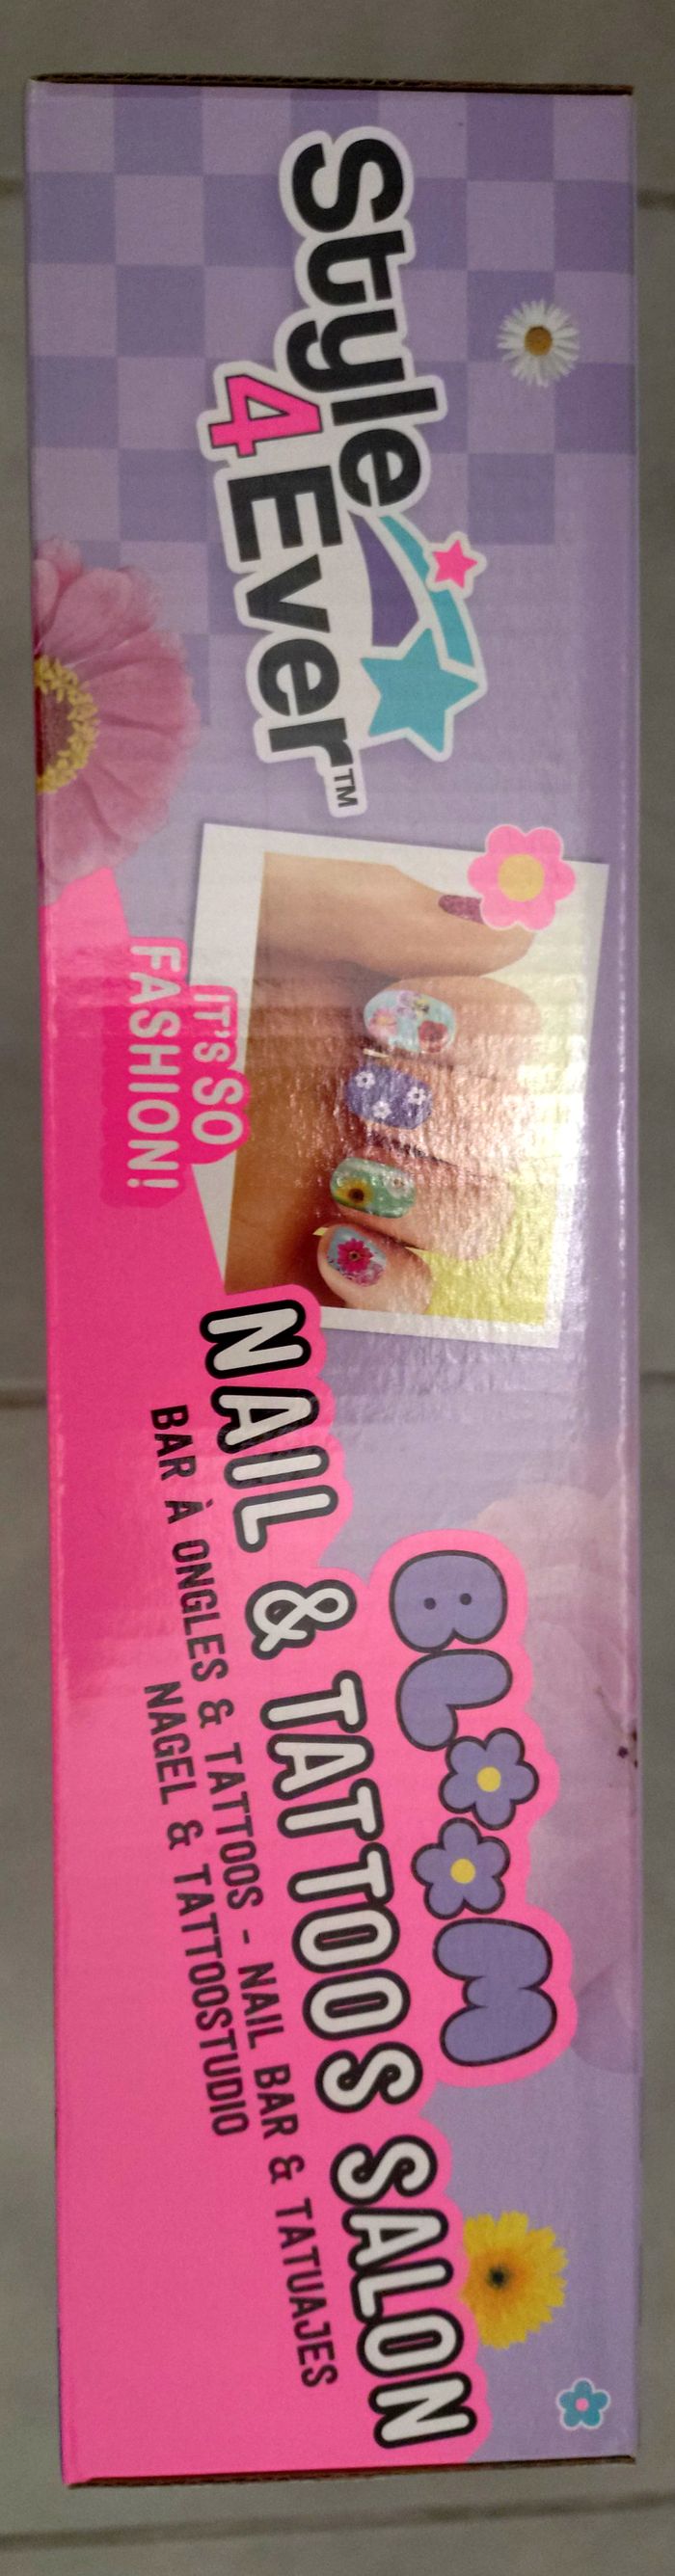 Style
4Ever™
IT'S SO
FASHION!
BLOOM
NAIL & TATTOOS SALON
BAR À ONGLES & TATTOOS - NAIL BAR & TATUAJES
NAGEL & TATTOOSTUDIO